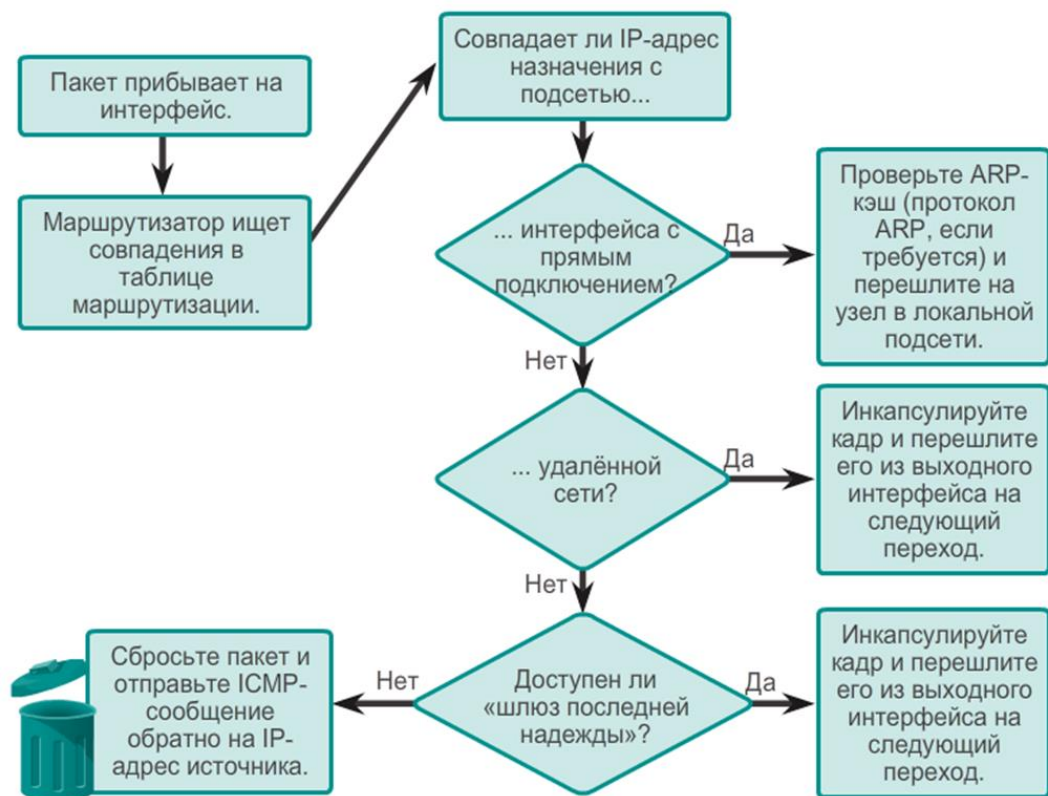 Пакет прибывает на
интерфейс.
Маршрутизатор ищет
совпадения в
таблице
маршрутизации.
Совпадает ли IP-адрес
назначения с
подсетью...
... интерфейса с
прямым
подключением?
Да
Проверьте ARP-
кэш (протокол
ARP, если
требуется) и
перешлите на
узел в локальной
подсети.
Нет
... удалённой
сети?
Да
Инкапсулируйте
кадр и перешлите
его из выходного
интерфейса на
следующий
переход.
Нет
Доступен ли
«шлюз последней
надежды»?
Да
Инкапсулируйте
кадр и перешлите
его из выходного
интерфейса на
следующий
переход.
Нет
Сбросьте пакет и
отправьте ICMP-
сообщение
обратно на IP-
адрес источника.